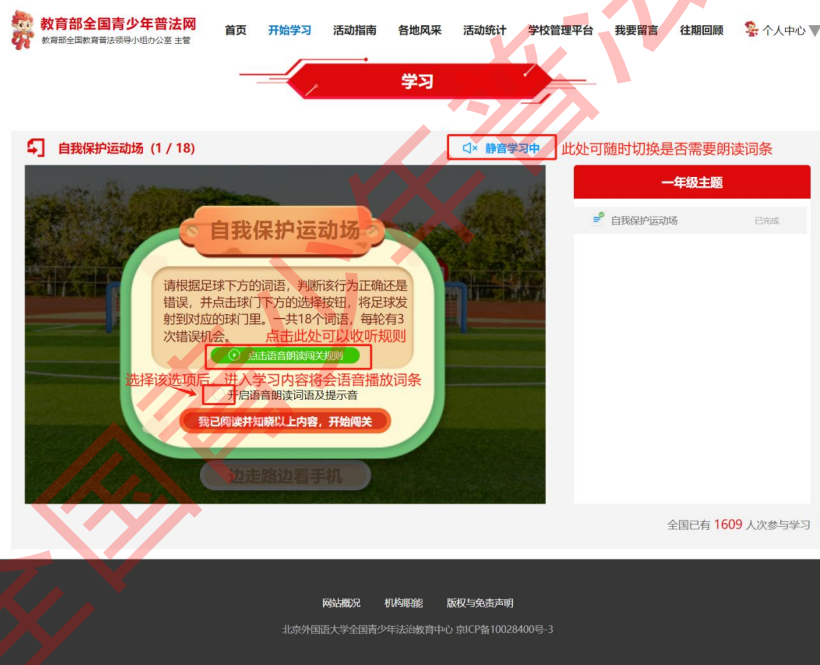 教育部全国青少年普法网
教育部全国教育普法领导小组办公室 主管
首页 开始学习 活动指南 各地风采 活动统计 学校管理平台 我要留言 往期回顾 个人中心
学习
自我保护运动场（1 / 18）
静音学习中
此处可随时切换是否需要朗读词条
一年级主题
自我保护运动场 已完成
自我保护运动场
请根据足球下方的词语，判断该行为正确还是
错误，并点击球门下方的选择按钮，将足球发
射到对应的球门里。一共18个词语，每轮有3
次错误机会。
点击此处可以收听规则
点击语音朗读闯关规则
选择该选项后，进入学习内容将会语音播放词条
开启语音朗读词语及提示音
我已阅读并知晓以上内容，开始闯关
边走路边看手机
全国已有 1609 人次参与学习
网站概况 机构职能 版权与免责声明
北京外国语大学全国青少年法治教育中心 京ICP备10028400号-3
全国青少年普法